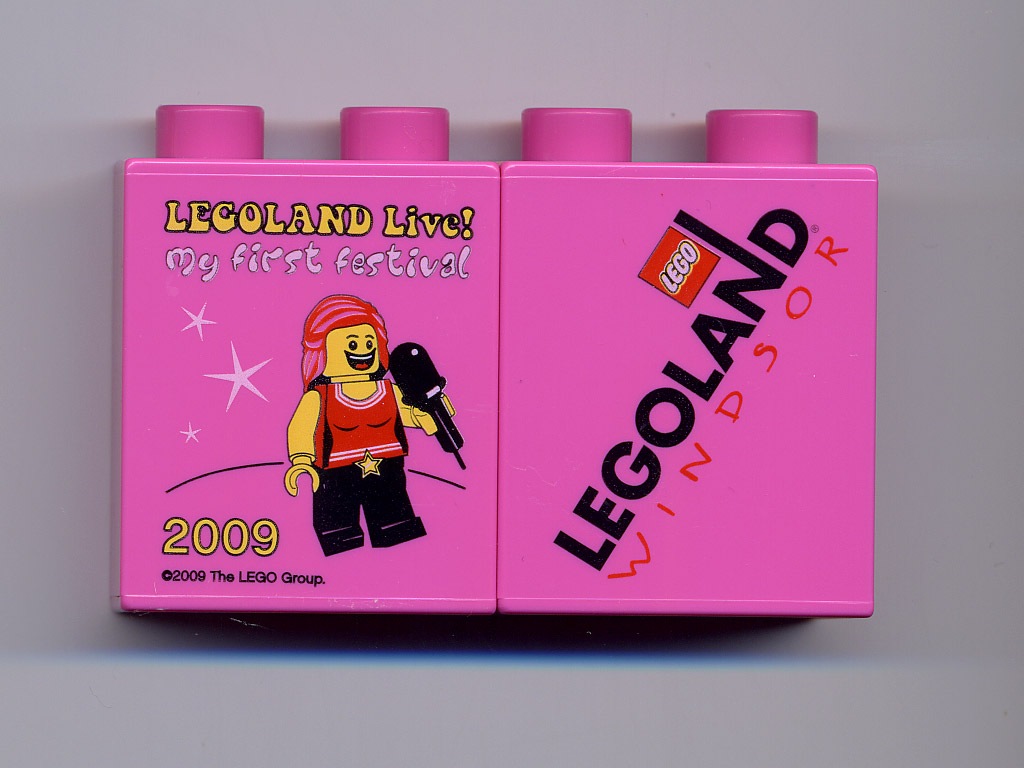 LEGOLAND Live!
my first festival
2009
©2009 The LEGO Group.
LEGO
LEGOLAND®
WINDSOR